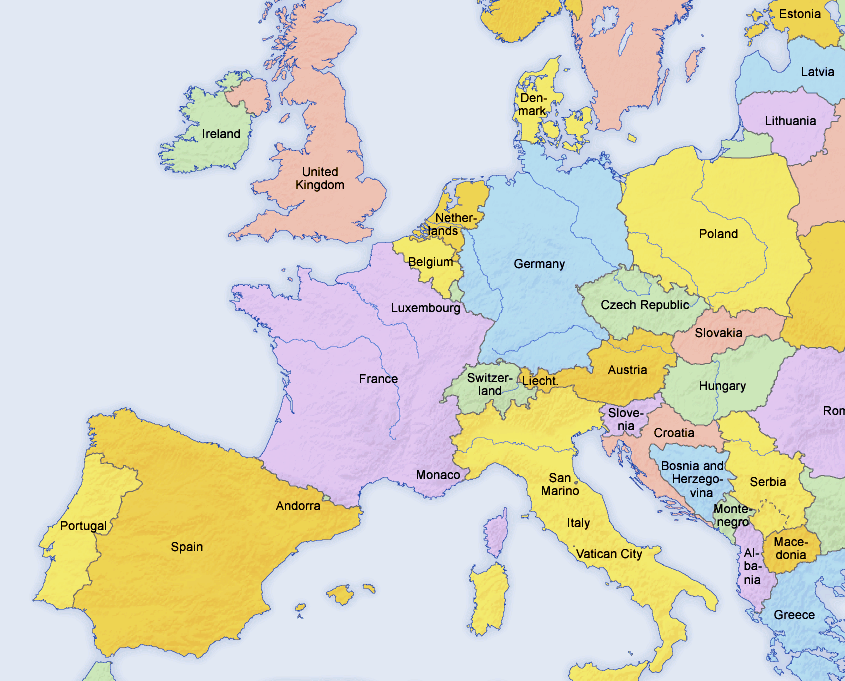 Estonia
Latvia
Den-
mark
Lithuania
Ireland
United
Kingdom
Nether-
lands
Poland
Belgium
Germany
Czech Republic
Luxembourg
Slovakia
Austria
France
Switzer-
land
Liecht.
Hungary
Rom
Slove-
nia
Croatia
Monaco
San
Marino
Bosnia and
Herzego-
vina
Serbia
Andorra
Monte-
negro
Portugal
Italy
Spain
Vatican City
Mace-
donia
Al-
ba-
nia
Greece